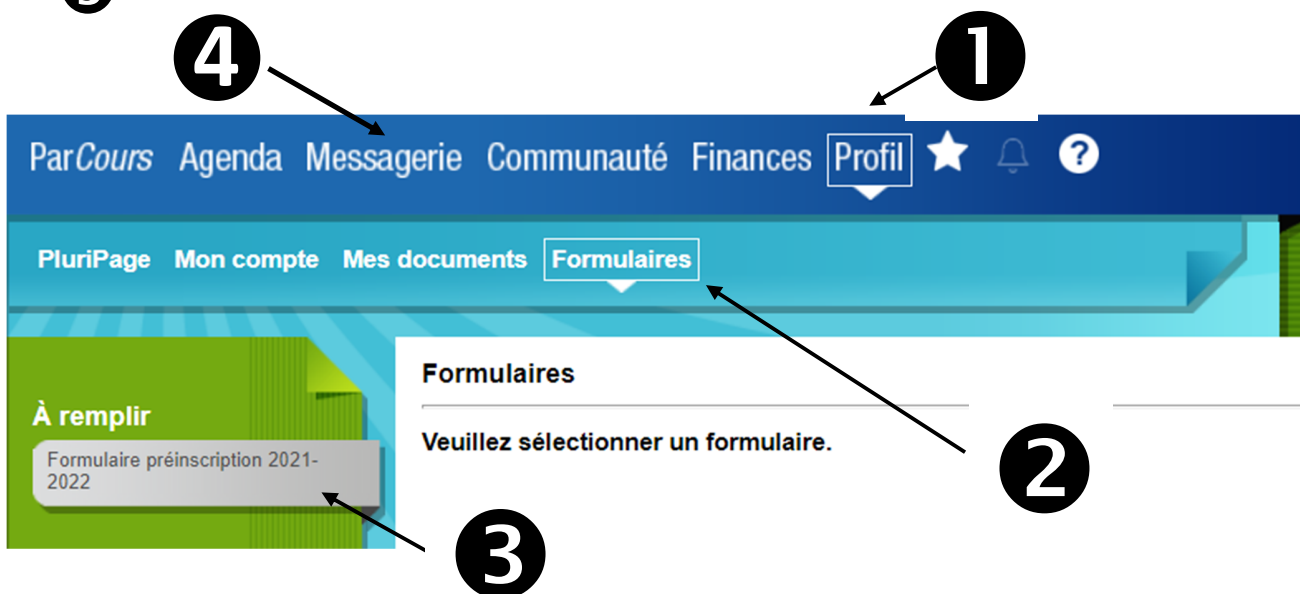 4
1
ParCours Agenda Messagerie Communauté Finances Profil ?
PluriPage Mon compte Mes documents Formulaires
Formulaires
À remplir
Veuillez sélectionner un formulaire.
Formulaire préinscription 2021-
2022
2
3